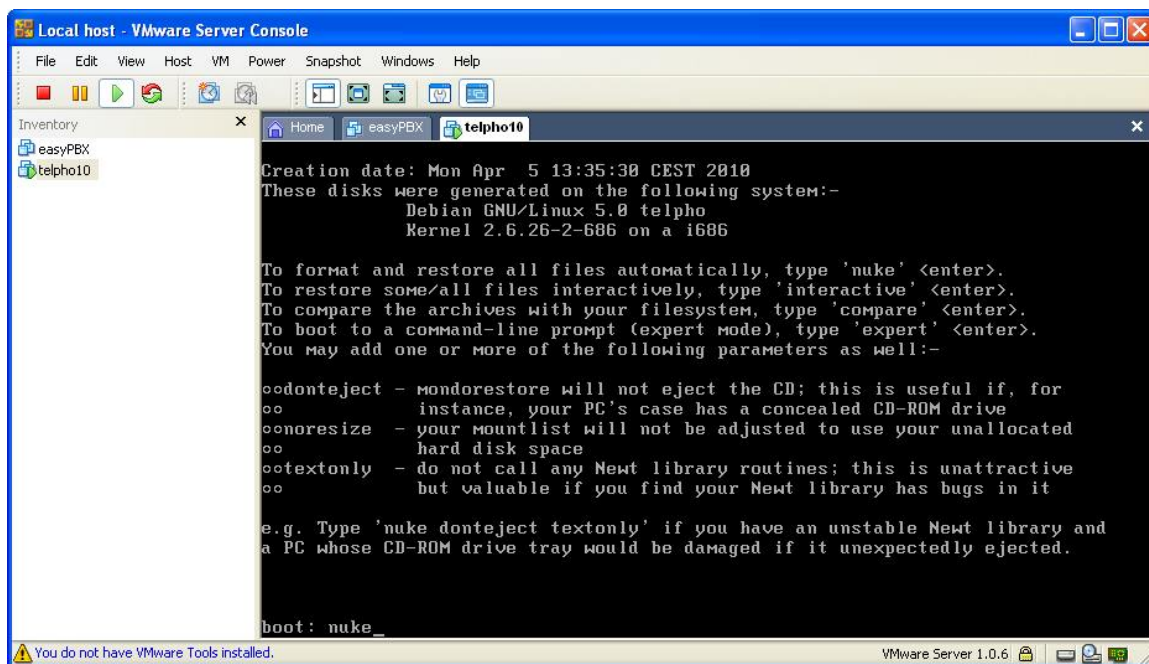 Local host - VMware Server Console
File Edit View Host VM Power Snapshot Windows Help
Inventory
easyPBX
telpho10
Home easyPBX telpho10
Creation date: Mon Apr  5 13:35:30 CEST 2010
These disks were generated on the following system:-
Debian GNU/Linux 5.0 telpho
Kernel 2.6.26-2-686 on a i686
To format and restore all files automatically, type 'nuke' <enter>.
To restore some/all files interactively, type 'interactive' <enter>.
To compare the archives with your filesystem, type 'compare' <enter>.
To boot to a command-line prompt (expert mode), type 'expert' <enter>.
You may add one or more of the following parameters as well:-
○○donteject – mondorestore will not eject the CD; this is useful if, for
○○ instance, your PC's case has a concealed CD-ROM drive
○○noresize – your mountlist will not be adjusted to use your unallocated
○○ hard disk space
○○textonly – do not call any Newt library routines; this is unattractive
○○ but valuable if you find your Newt library has bugs in it
e.g. Type 'nuke donteject textonly' if you have an unstable Newt library and
a PC whose CD-ROM drive tray would be damaged if it unexpectedly ejected.
boot: nuke_
You do not have VMware Tools installed.
VMware Server 1.0.6